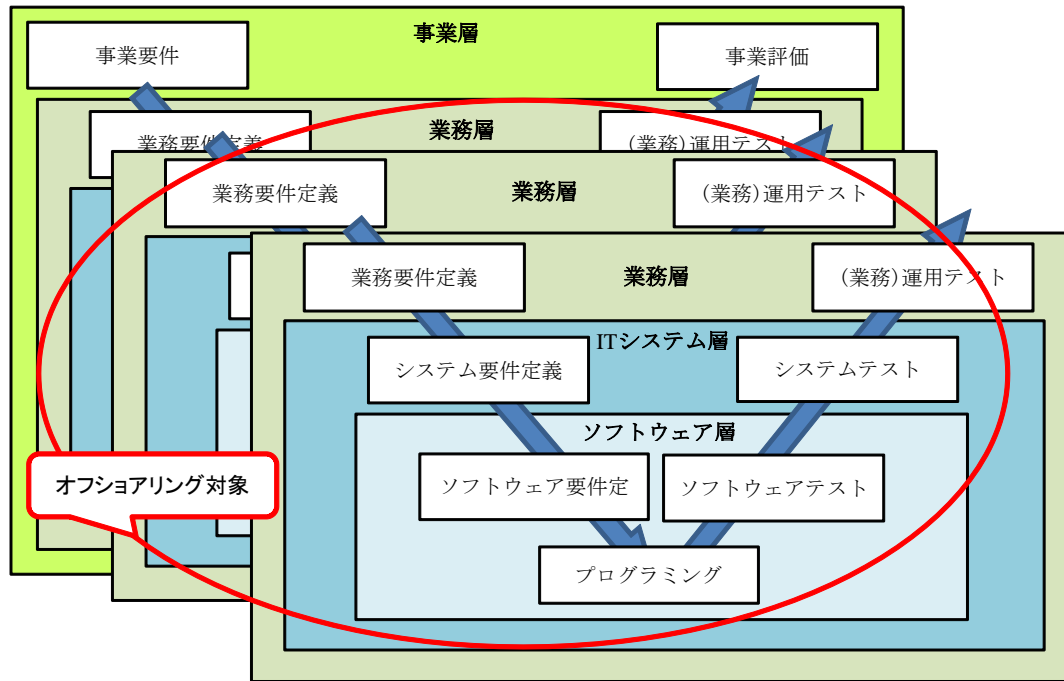 事業層
事業要件
事業評価
業務層
業務要件定義
(業務)運用テスト
業務層
業務要件定義
(業務)運用テスト
業務層
業務要件定義
(業務)運用テスト
ITシステム層
システム要件定義
システムテスト
ソフトウェア層
ソフトウェア要件定
ソフトウェアテスト
オフショアリング対象
プログラミング